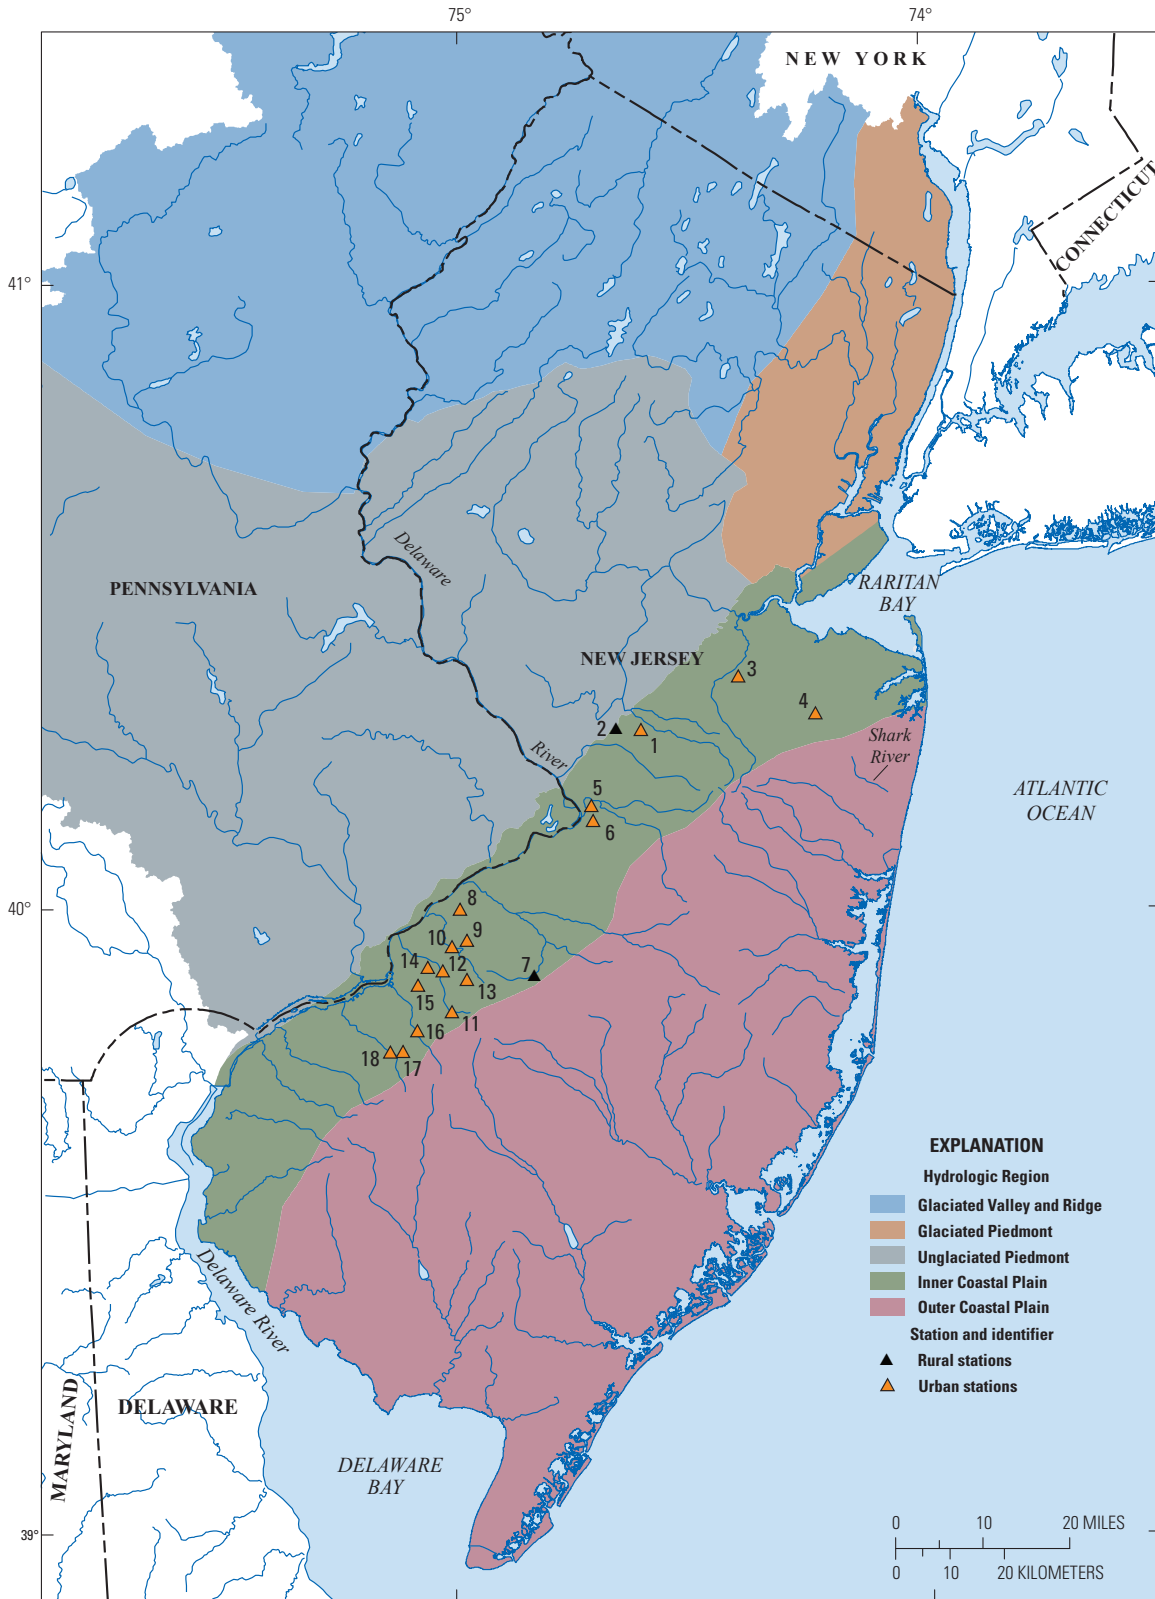 75°
74°
NEW YORK
CONNECTICUT
41°
Delaware
PENNSYLVANIA
RARITAN
BAY
NEW JERSEY
3
4
2
1
Shark
River
River
5
6
ATLANTIC
OCEAN
40°
8
9
10
7
14
12
13
15
11
16
18
17
EXPLANATION
Hydrologic Region
Glaciated Valley and Ridge
Glaciated Piedmont
Unglaciated Piedmont
Inner Coastal Plain
Outer Coastal Plain
Station and identifier
Rural stations
Urban stations
Delaware River
MARYLAND
DELAWARE
DELAWARE
BAY
39°
0 10 20 MILES
0 10 20 KILOMETERS